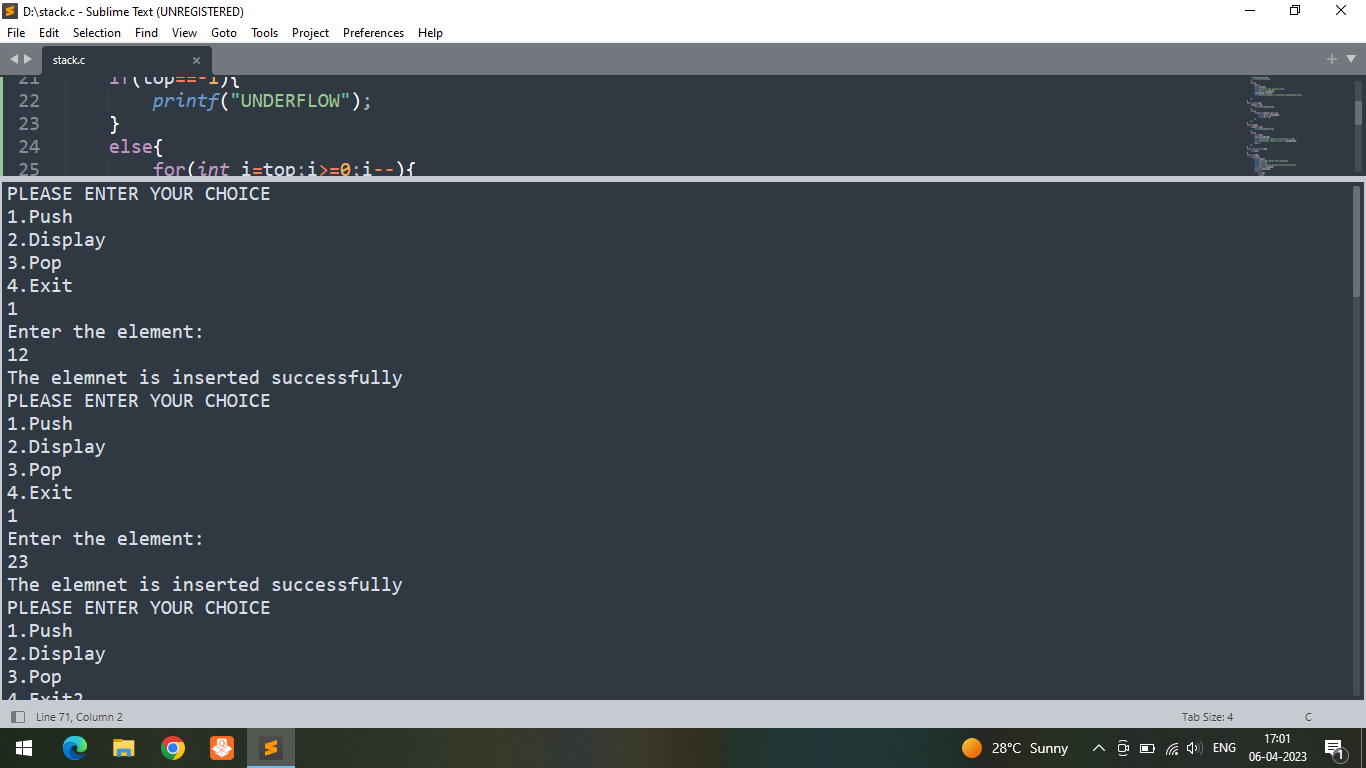 D:\stack.c - Sublime Text (UNREGISTERED)
File Edit Selection Find View Goto Tools Project Preferences Help
stack.c
21 if(top==-1){
22 printf("UNDERFLOW");
23 }
24 else{
25 for(int i=top;i>=0;i--){
PLEASE ENTER YOUR CHOICE
1.Push
2.Display
3.Pop
4.Exit
1
Enter the element:
12
The elemnet is inserted successfully
PLEASE ENTER YOUR CHOICE
1.Push
2.Display
3.Pop
4.Exit
1
Enter the element:
23
The elemnet is inserted successfully
PLEASE ENTER YOUR CHOICE
1.Push
2.Display
3.Pop
4.Exit2
Line 71, Column 2 Tab Size: 4 C
28°C Sunny ENG 17:01
06-04-2023 1